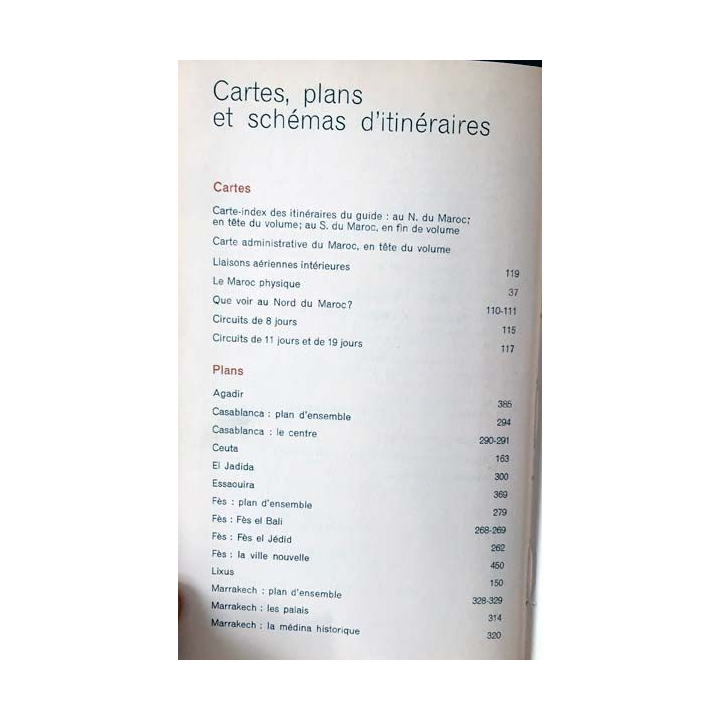 Cartes, plans
et schémas d'itinéraires
Cartes
Carte-index des itinéraires du guide : au N. du Maroc;
en tête du volume; au S. du Maroc, en fin de volume
Carte administrative du Maroc, en tête du volume
Liaisons aériennes intérieures 119
Le Maroc physique 37
Que voir au Nord du Maroc? 110-111
Circuits de 8 jours 115
Circuits de 11 jours et de 19 jours 117
Plans
Agadir 385
Casablanca : plan d'ensemble 294
Casablanca : le centre 290-291
Ceuta 163
El Jadida 300
Essaouira 369
Fès : plan d'ensemble 279
Fès : Fès el Bali 268-269
Fès : Fès el Jédid 262
Fès : la ville nouvelle 450
Lixus 150
Marrakech : plan d'ensemble 328-329
Marrakech : les palais 314
Marrakech : la médina historique 320